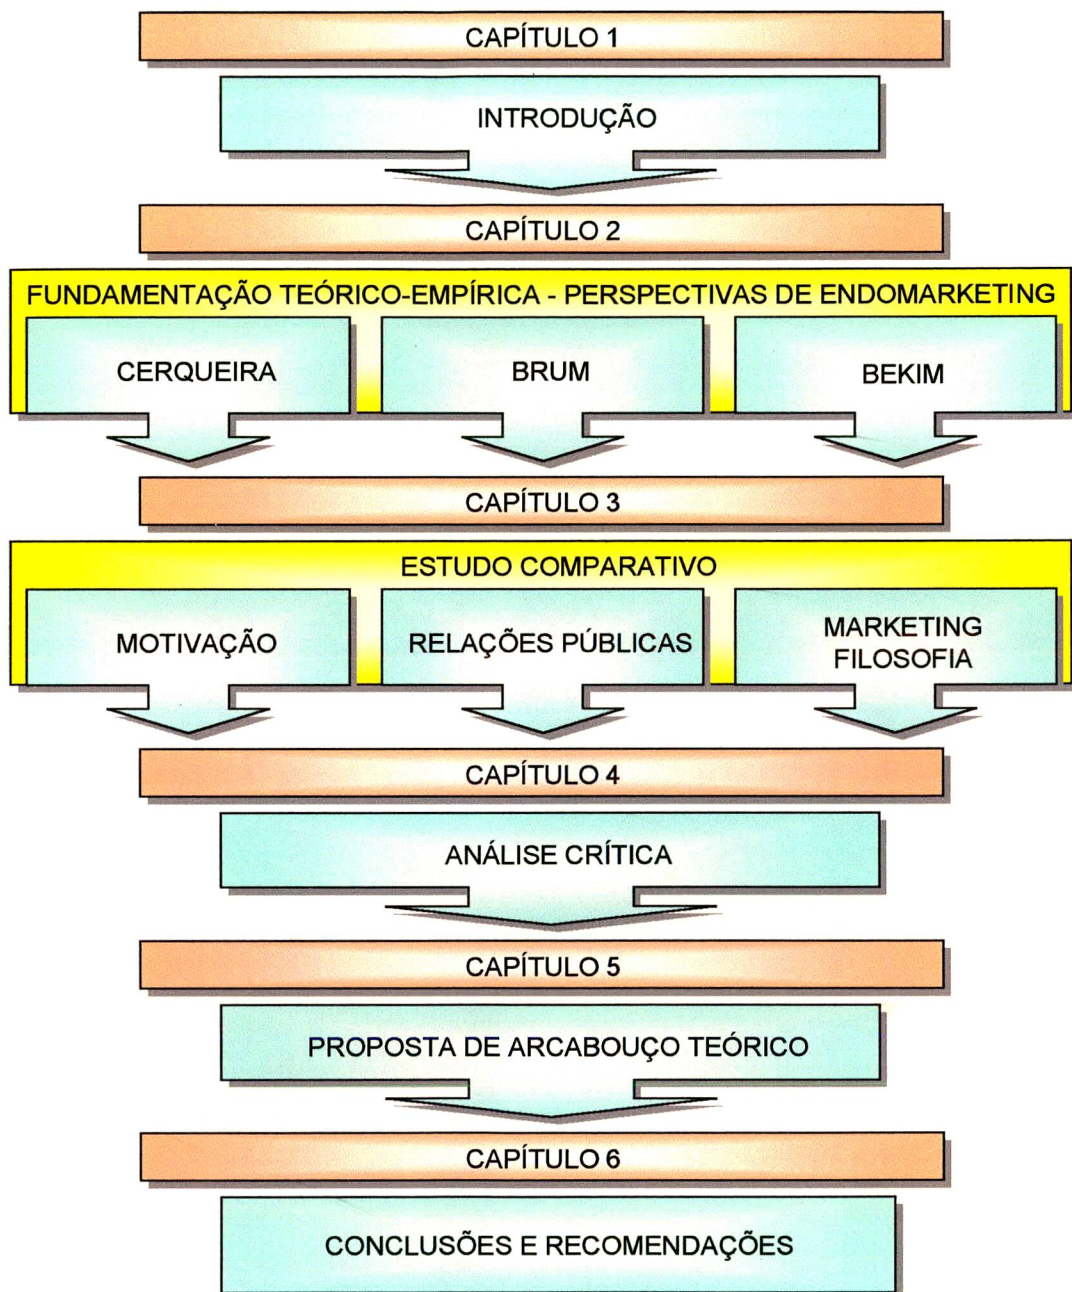 CAPÍTULO 1
INTRODUÇÃO
CAPÍTULO 2
FUNDAMENTAÇÃO TEÓRICO-EMPÍRICA - PERSPECTIVAS DE ENDOMARKETING
CERQUEIRA
BRUM
BEKIM
CAPÍTULO 3
ESTUDO COMPARATIVO
MOTIVAÇÃO
RELAÇÕES PÚBLICAS
MARKETING
FILOSOFIA
CAPÍTULO 4
ANÁLISE CRÍTICA
CAPÍTULO 5
PROPOSTA DE ARCABOUÇO TEÓRICO
CAPÍTULO 6
CONCLUSÕES E RECOMENDAÇÕES